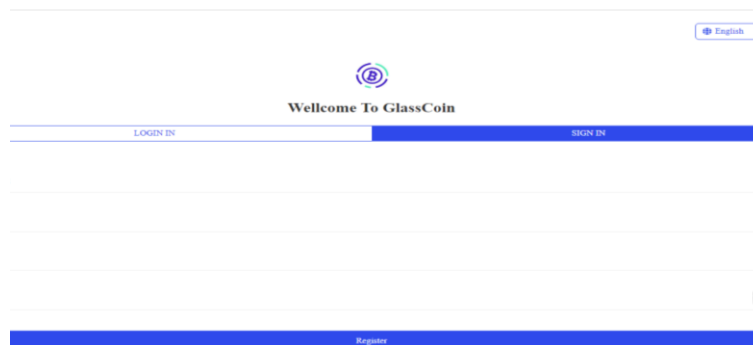 English
Wellcome To GlassCoin
LOGIN IN
SIGN IN
Register